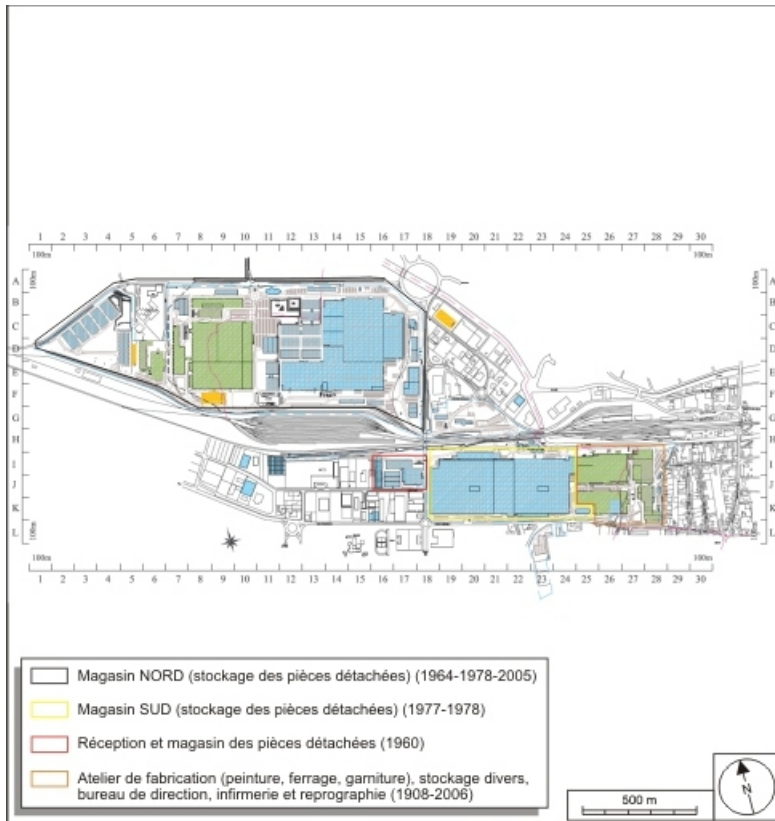 1 2 3 4 5 6 7 8 9 10 11 12 13 14 15 16 17 18 19 20 21 22 23 24 25 26 27 28 29 30
100m 100m
100m 100m
A A
B B
C C
D D
E E
F F
G G
H H
I I
J J
K K
L L
100m 100m
100m 100m
1 2 3 4 5 6 7 8 9 10 11 12 13 14 15 16 17 18 19 20 21 22 23 24 25 26 27 28 29 30
Magasin NORD (stockage des pièces détachées) (1964-1978-2005)
Magasin SUD (stockage des pièces détachées) (1977-1978)
Réception et magasin des pièces détachées (1960)
Atelier de fabrication (peinture, ferrage, garniture), stockage divers,
bureau de direction, infirmerie et reprographie (1908-2006)
500 m
N